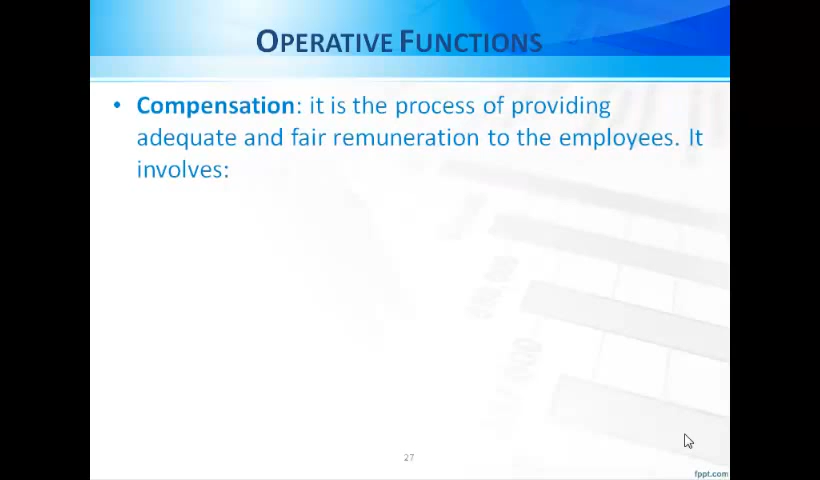 OPERATIVE FUNCTIONS
• Compensation: it is the process of providing
adequate and fair remuneration to the employees. It
involves:
27
fppt.com